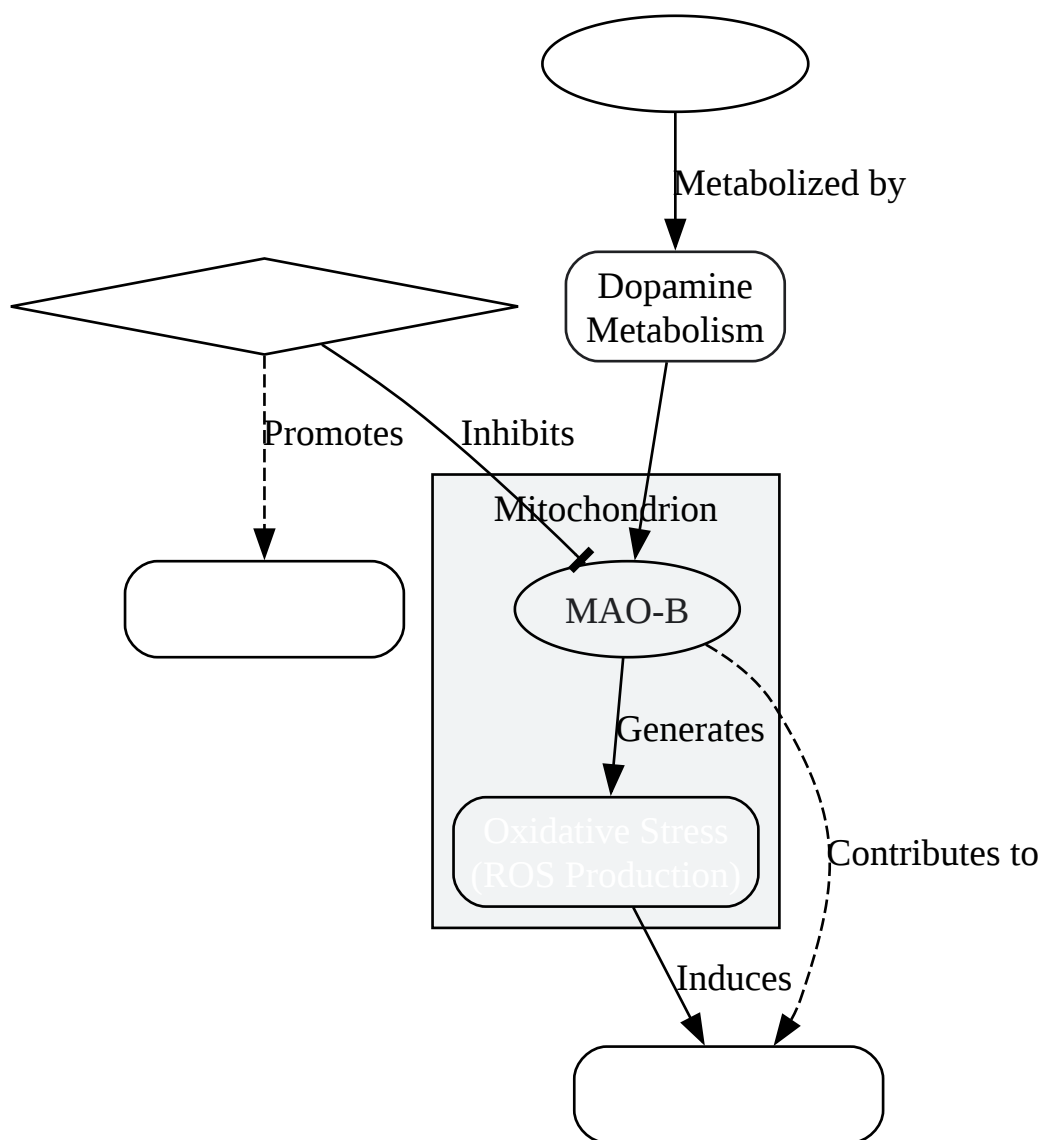 Metabolized by
Dopamine
Metabolism
Promotes
Inhibits
Mitochondrion
MAO-B
Generates
Oxidative Stress
(ROS Production)
Contributes to
Induces